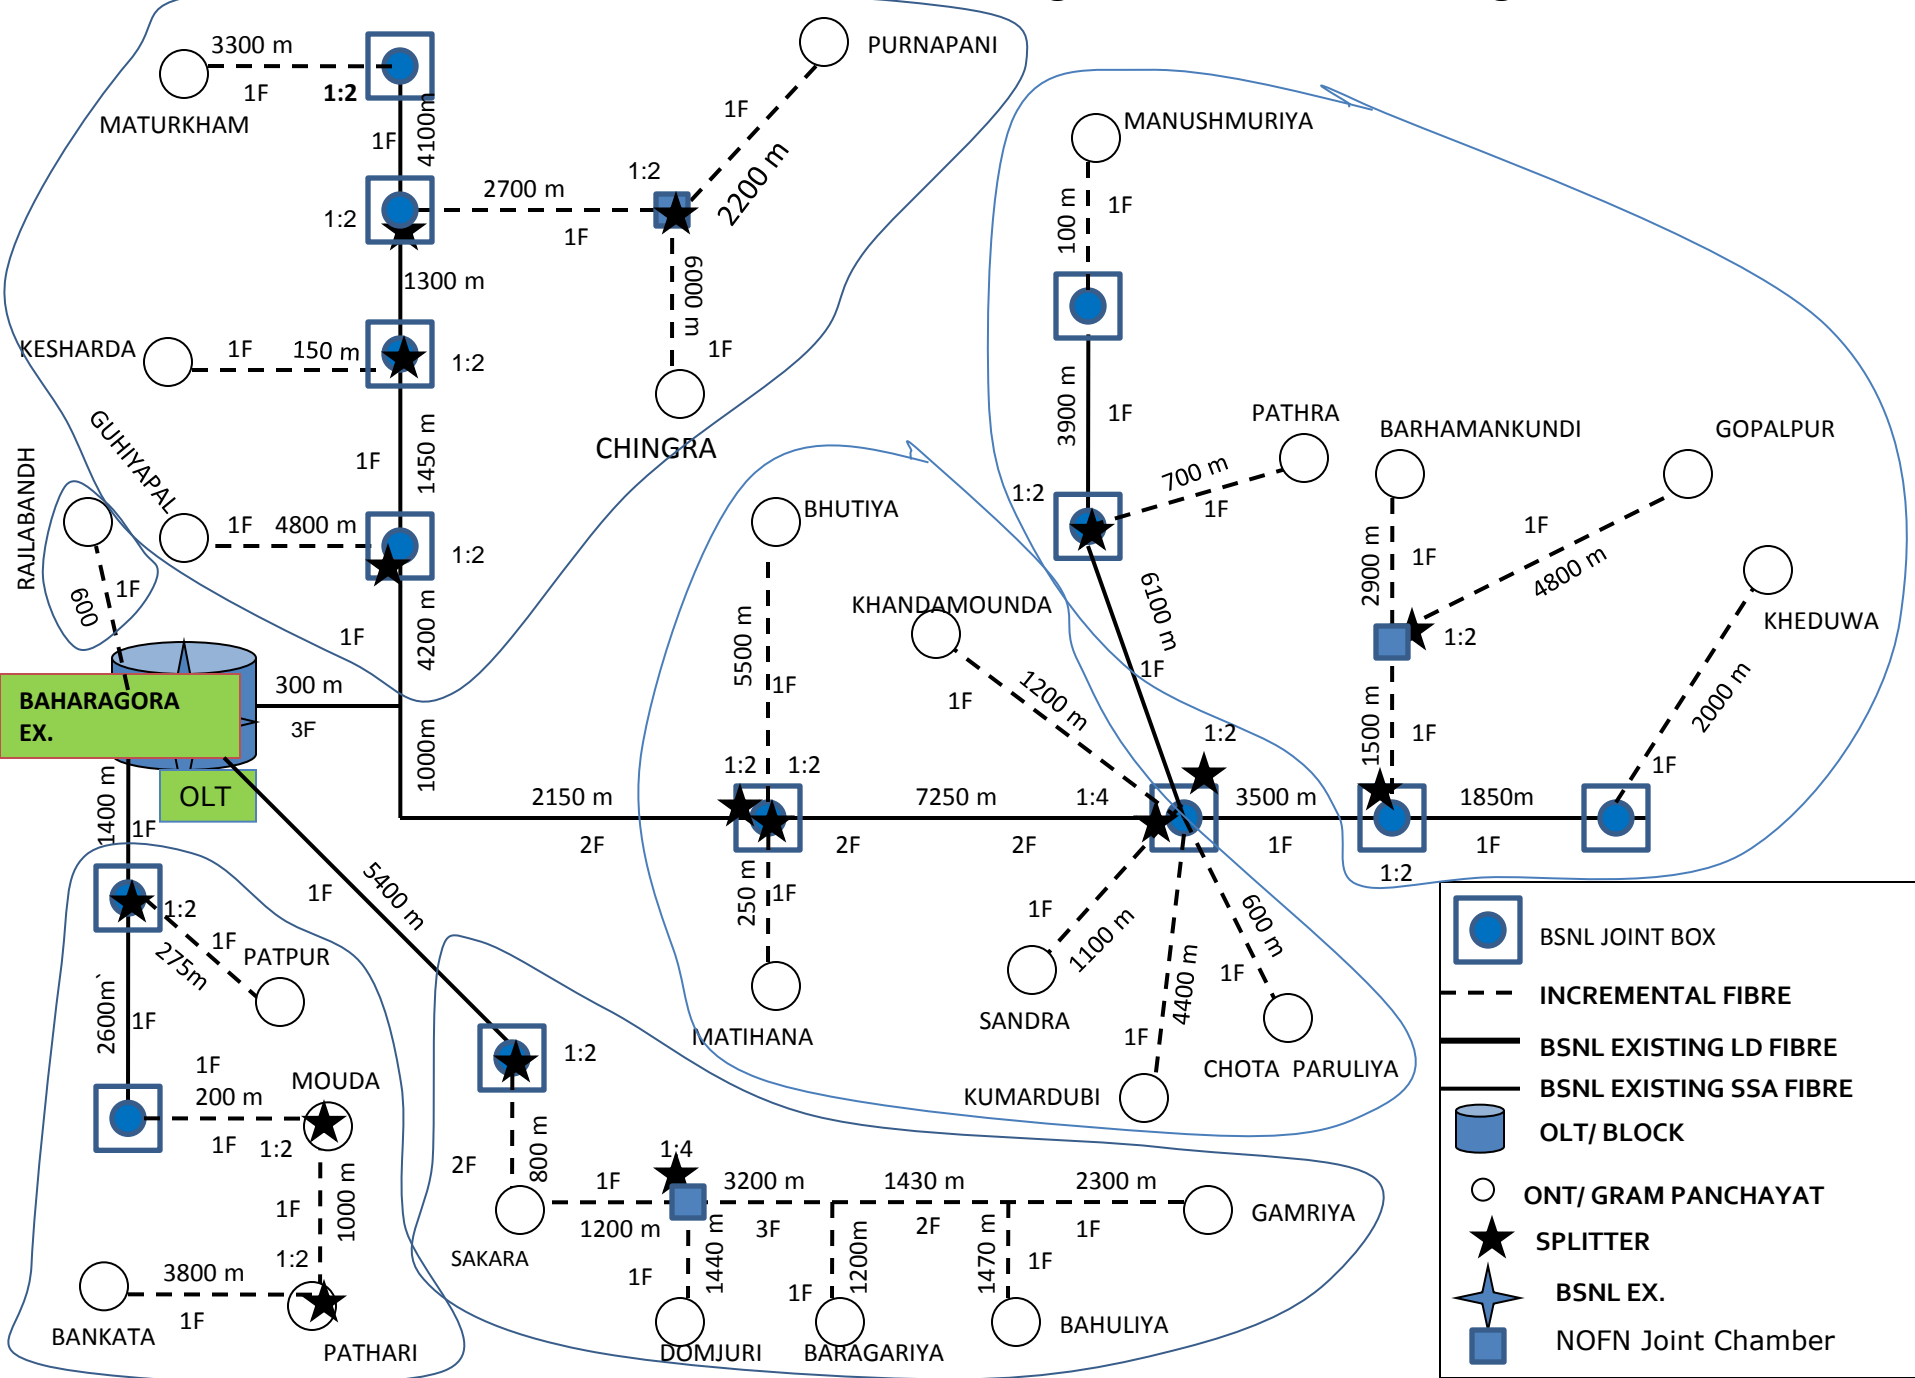 3300 m
1F
1:2
MATURKHAM
1F
4100m
PURNAPANI
1F
2200 m
1:2
2700 m
1F
1:2
1300 m
6000 m
1F
CHINGRA
KESHARDA
1F
150 m
1:2
1F
1450 m
GUHIYAPAL
1F
4800 m
1:2
RAJLABANDH
600
1F
1F
4200 m
BAHARAGORA
EX.
OLT
300 m
3F
1000m
2150 m
2F
MANUSHMURIYA
100 m
1F
3900 m
1F
1:2
PATHRA
700 m
1F
6100 m
1F
BARHAMANKUNDI
2900 m
1F
GOPALPUR
1F
4800 m
1:2
KHEDUWA
2000 m
1F
1500 m
1F
BHUTIYA
5500 m
1F
KHANDAMOUNDA
1200 m
1F
1:2
1:2
7250 m
2F
2F
1:4
1:2
3500 m
1F
1:2
1850m
1F
250 m
1F
MATIHANA
1F
1100 m
SANDRA
4400 m
1F
KUMARDUBI
600 m
1F
CHOTA PARULIYA
1400 m
1F
1:2
1F
275m
PATPUR
2600m`
1F
1F
200 m
1F
MOUDA
1:2
1F
1000 m
1:2
3800 m
1F
BANKATA
PATHARI
1F
5400 m
1:2
2F
800 m
SAKARA
1F
1200 m
1:4
1440 m
1F
DOMJURI
3200 m
3F
1200m
1F
BARAGARIYA
1430 m
2F
1470 m
1F
BAHULIYA
2300 m
1F
GAMRIYA
BSNL JOINT BOX
INCREMENTAL FIBRE
BSNL EXISTING LD FIBRE
BSNL EXISTING SSA FIBRE
OLT/ BLOCK
ONT/ GRAM PANCHAYAT
SPLITTER
BSNL EX.
NOFN Joint Chamber